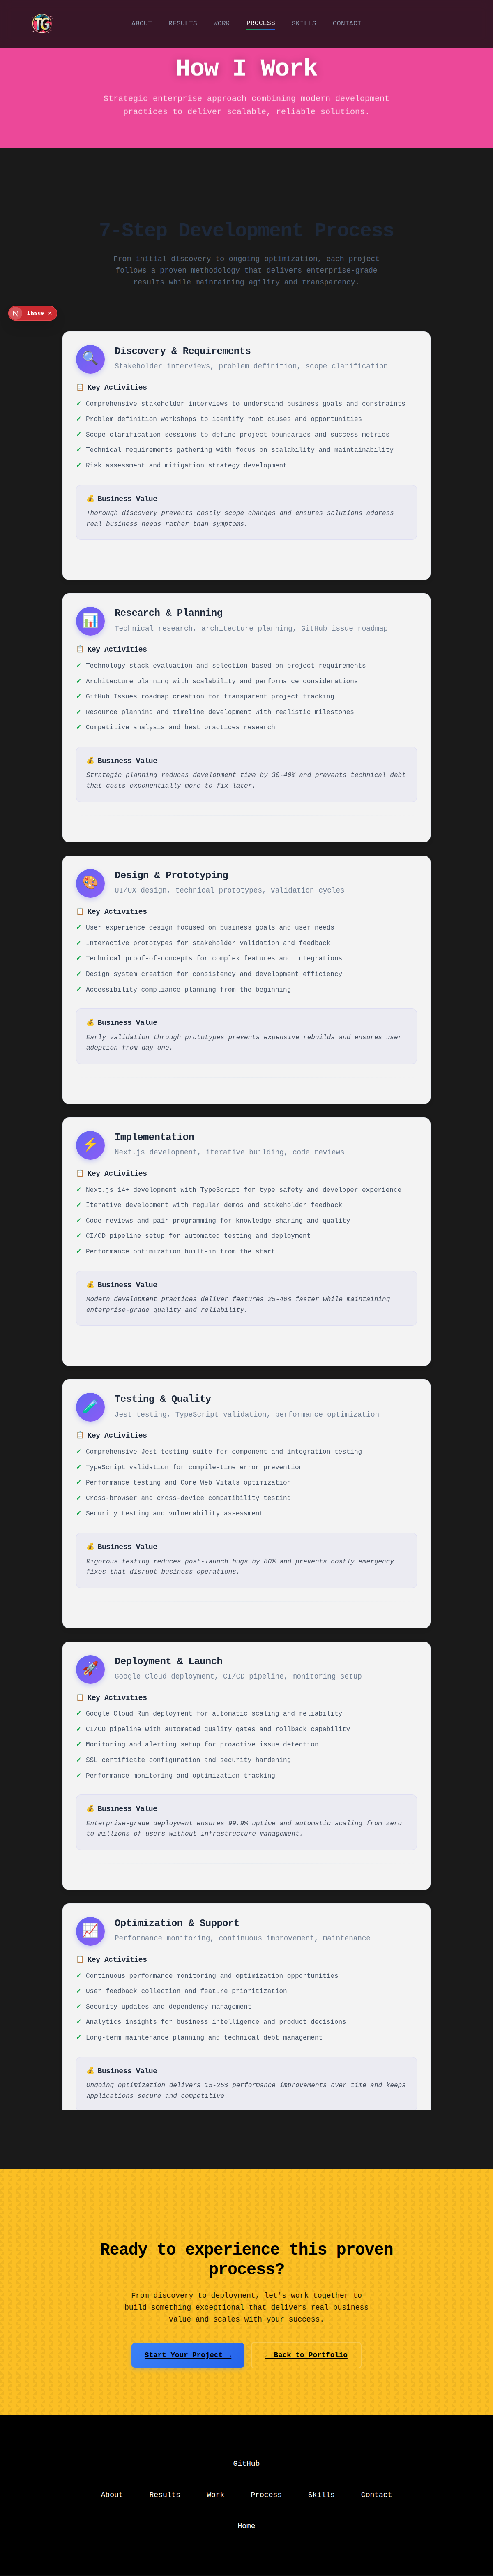 TG
ABOUT RESULTS WORK PROCESS SKILLS CONTACT
How I Work
Strategic enterprise approach combining modern development
practices to deliver scalable, reliable solutions.
7-Step Development Process
From initial discovery to ongoing optimization, each project
follows a proven methodology that delivers enterprise-grade
results while maintaining agility and transparency.
N 1 Issue ✕
🔍 Discovery & Requirements
Stakeholder interviews, problem definition, scope clarification
📋 Key Activities
✓ Comprehensive stakeholder interviews to understand business goals and constraints
✓ Problem definition workshops to identify root causes and opportunities
✓ Scope clarification sessions to define project boundaries and success metrics
✓ Technical requirements gathering with focus on scalability and maintainability
✓ Risk assessment and mitigation strategy development
💰 Business Value
Thorough discovery prevents costly scope changes and ensures solutions address
real business needs rather than symptoms.
📊 Research & Planning
Technical research, architecture planning, GitHub issue roadmap
📋 Key Activities
✓ Technology stack evaluation and selection based on project requirements
✓ Architecture planning with scalability and performance considerations
✓ GitHub Issues roadmap creation for transparent project tracking
✓ Resource planning and timeline development with realistic milestones
✓ Competitive analysis and best practices research
💰 Business Value
Strategic planning reduces development time by 30-40% and prevents technical debt
that costs exponentially more to fix later.
🎨 Design & Prototyping
UI/UX design, technical prototypes, validation cycles
📋 Key Activities
✓ User experience design focused on business goals and user needs
✓ Interactive prototypes for stakeholder validation and feedback
✓ Technical proof-of-concepts for complex features and integrations
✓ Design system creation for consistency and development efficiency
✓ Accessibility compliance planning from the beginning
💰 Business Value
Early validation through prototypes prevents expensive rebuilds and ensures user
adoption from day one.
⚡ Implementation
Next.js development, iterative building, code reviews
📋 Key Activities
✓ Next.js 14+ development with TypeScript for type safety and developer experience
✓ Iterative development with regular demos and stakeholder feedback
✓ Code reviews and pair programming for knowledge sharing and quality
✓ CI/CD pipeline setup for automated testing and deployment
✓ Performance optimization built-in from the start
💰 Business Value
Modern development practices deliver features 25-40% faster while maintaining
enterprise-grade quality and reliability.
🧪 Testing & Quality
Jest testing, TypeScript validation, performance optimization
📋 Key Activities
✓ Comprehensive Jest testing suite for component and integration testing
✓ TypeScript validation for compile-time error prevention
✓ Performance testing and Core Web Vitals optimization
✓ Cross-browser and cross-device compatibility testing
✓ Security testing and vulnerability assessment
💰 Business Value
Rigorous testing reduces post-launch bugs by 80% and prevents costly emergency
fixes that disrupt business operations.
🚀 Deployment & Launch
Google Cloud deployment, CI/CD pipeline, monitoring setup
📋 Key Activities
✓ Google Cloud Run deployment for automatic scaling and reliability
✓ CI/CD pipeline with automated quality gates and rollback capability
✓ Monitoring and alerting setup for proactive issue detection
✓ SSL certificate configuration and security hardening
✓ Performance monitoring and optimization tracking
💰 Business Value
Enterprise-grade deployment ensures 99.9% uptime and automatic scaling from zero
to millions of users without infrastructure management.
📈 Optimization & Support
Performance monitoring, continuous improvement, maintenance
📋 Key Activities
✓ Continuous performance monitoring and optimization opportunities
✓ User feedback collection and feature prioritization
✓ Security updates and dependency management
✓ Analytics insights for business intelligence and product decisions
✓ Long-term maintenance planning and technical debt management
💰 Business Value
Ongoing optimization delivers 15-25% performance improvements over time and keeps
applications secure and competitive.
Ready to experience this proven
process?
From discovery to deployment, let's work together to
build something exceptional that delivers real business
value and scales with your success.
Start Your Project → ← Back to Portfolio
GitHub
About Results Work Process Skills Contact
Home